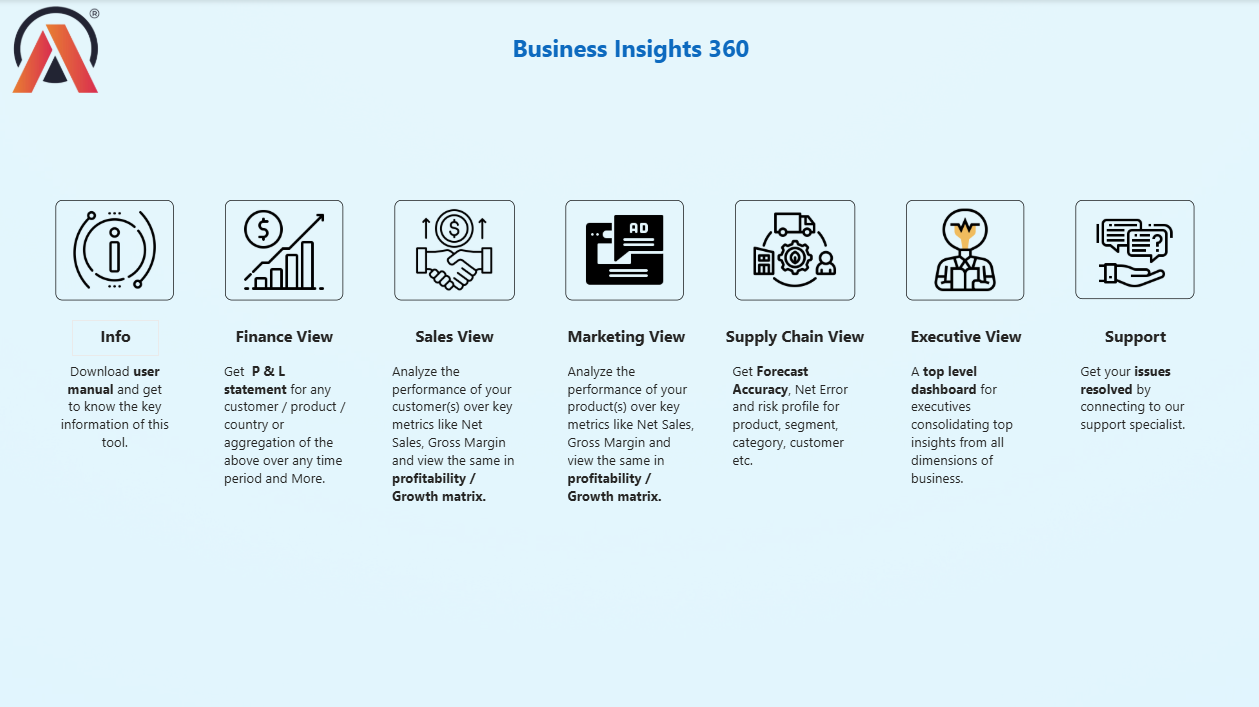 ®
Business Insights 360
$
$
AD
?
Info
Finance View
Sales View
Marketing View
Supply Chain View
Executive View
Support
Download user
manual and get
to know the key
information of this
tool.
Get P & L
statement for any
customer / product /
country or
aggregation of the
above over any time
period and More.
Analyze the
performance of your
customer(s) over key
metrics like Net
Sales, Gross Margin
and view the same in
profitability /
Growth matrix.
Analyze the
performance of your
product(s) over key
metrics like Net Sales,
Gross Margin and
view the same in
profitability /
Growth matrix.
Get Forecast
Accuracy, Net Error
and risk profile for
product, segment,
category, customer
etc.
A top level
dashboard for
executives
consolidating top
insights from all
dimensions of
business.
Get your issues
resolved by
connecting to our
support specialist.